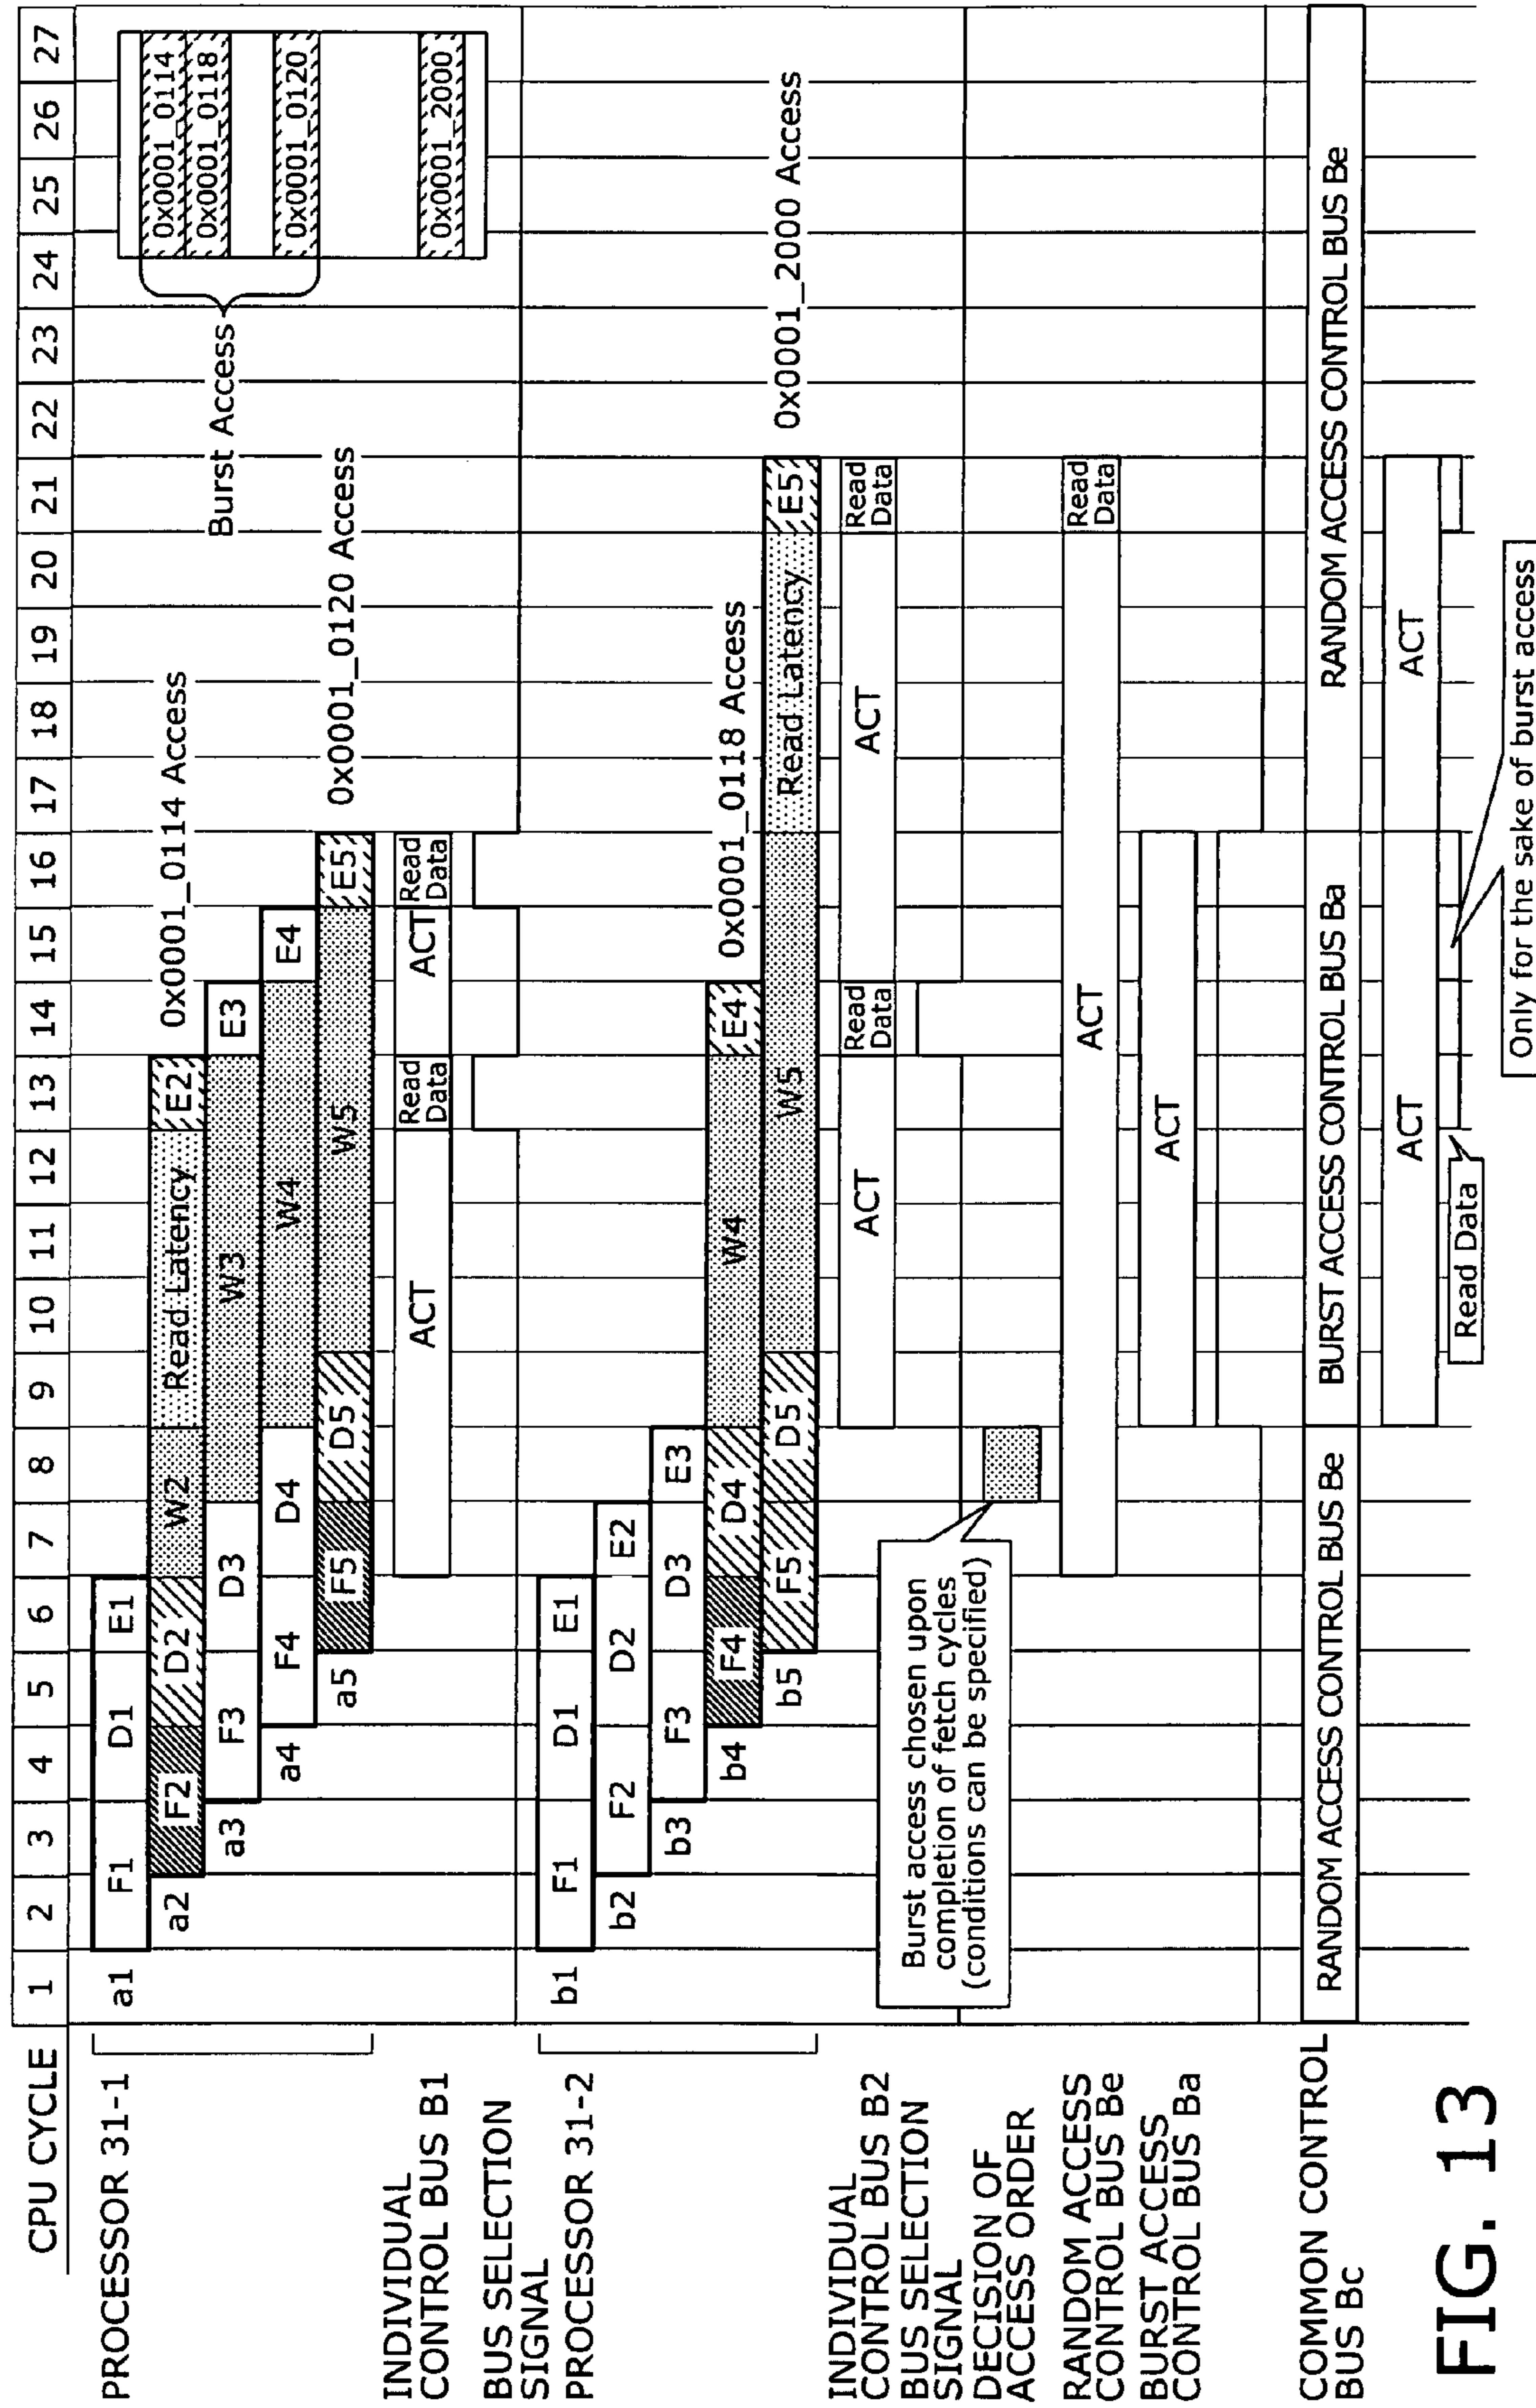 CPU CYCLE 1 2 3 4 5 6 7 8 9 10 11 12 13 14 15 16 17 18 19 20 21 22 23 24 25 26 27
PROCESSOR 31-1
a1 F1 D1 E1
a2 F2 D2 W2 Read Latency E2 0x0001_0114 Access
a3 F3 D3 W3 E3
a4 F4 D4 W4 E4
a5 F5 D5 W5 E5 0x0001_0120 Access
Burst Access
0x0001_0114
0x0001_0118
0x0001_0120
0x0001_2000
INDIVIDUAL
CONTROL BUS B1
ACT Read Data ACT Read Data
BUS SELECTION
SIGNAL
PROCESSOR 31-2
b1 F1 D1 E1
b2 F2 D2 E2
b3 F3 D3 E3
b4 F4 D4 W4 E4 0x0001_0118 Access
b5 F5 D5 W5 Read Latency E5 0x0001_2000 Access
INDIVIDUAL
CONTROL BUS B2
ACT Read Data ACT Read Data
BUS SELECTION
SIGNAL
DECISION OF
ACCESS ORDER
Burst access chosen upon
completion of fetch cycles
(conditions can be specified)
RANDOM ACCESS
CONTROL BUS Be
ACT Read Data
BURST ACCESS
CONTROL BUS Ba
ACT
COMMON CONTROL
BUS Bc
RANDOM ACCESS CONTROL BUS Be BURST ACCESS CONTROL BUS Ba RANDOM ACCESS CONTROL BUS Be
ACT ACT
Read Data
Only for the sake of burst access
FIG. 13